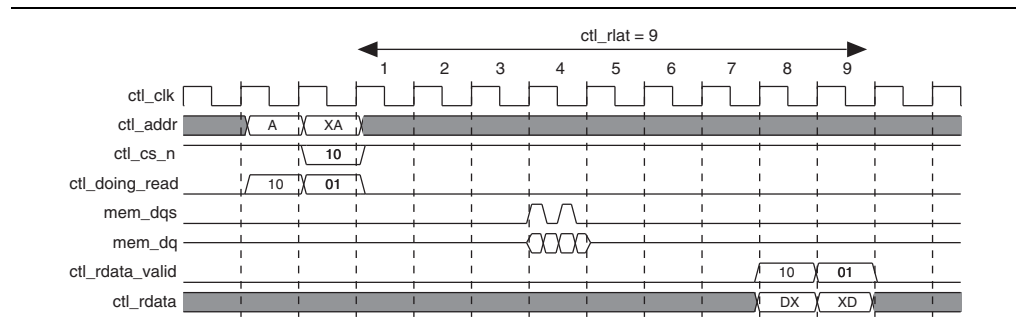 ctl_rlat = 9
1 2 3 4 5 6 7 8 9
ctl_clk
ctl_addr A XA
ctl_cs_n 10
ctl_doing_read 10 01
mem_dqs
mem_dq
ctl_rdata_valid 10 01
ctl_rdata DX XD